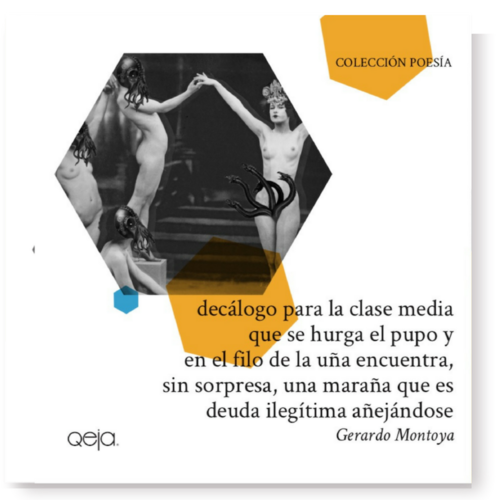 COLECCIÓN POESÍA
decálogo para la clase media
que se hurga el pupo y
en el filo de la uña encuentra,
sin sorpresa, una maraña que es
deuda ilegítima añejándose
Gerardo Montoya
qeja.